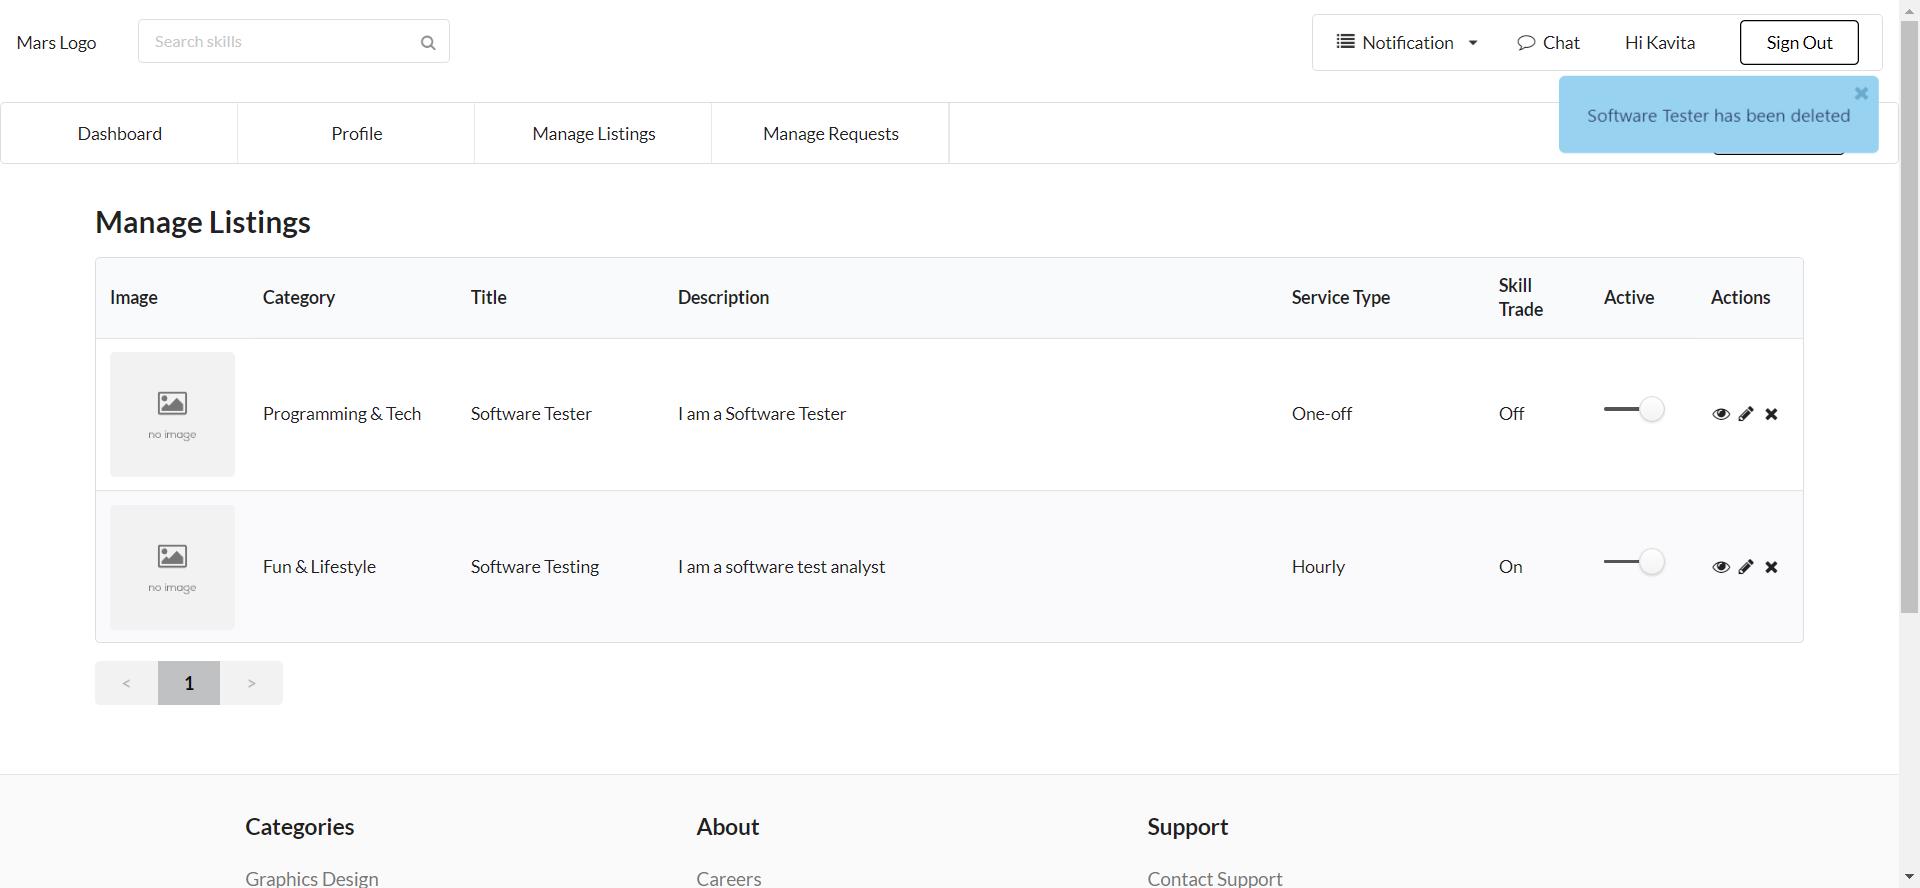 Mars Logo
Search skills
Notification
Chat
Hi Kavita
Sign Out
Software Tester has been deleted
Dashboard
Profile
Manage Listings
Manage Requests
Manage Listings
Image Category Title Description Service Type Skill Trade Active Actions
no image
Programming & Tech Software Tester I am a Software Tester One-off Off
no image
Fun & Lifestyle Software Testing I am a software test analyst Hourly On
< 1 >
Categories About Support
Graphics Design Careers Contact Support